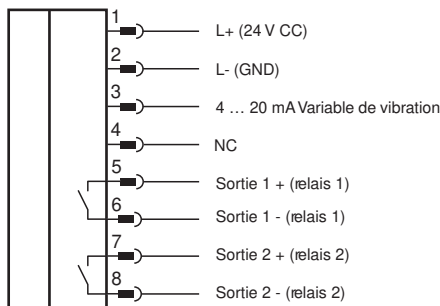 1 L+ (24 V CC)
2 L- (GND)
3 4 … 20 mA Variable de vibration
4 NC
5 Sortie 1 + (relais 1)
6 Sortie 1 - (relais 1)
7 Sortie 2 + (relais 2)
8 Sortie 2 - (relais 2)